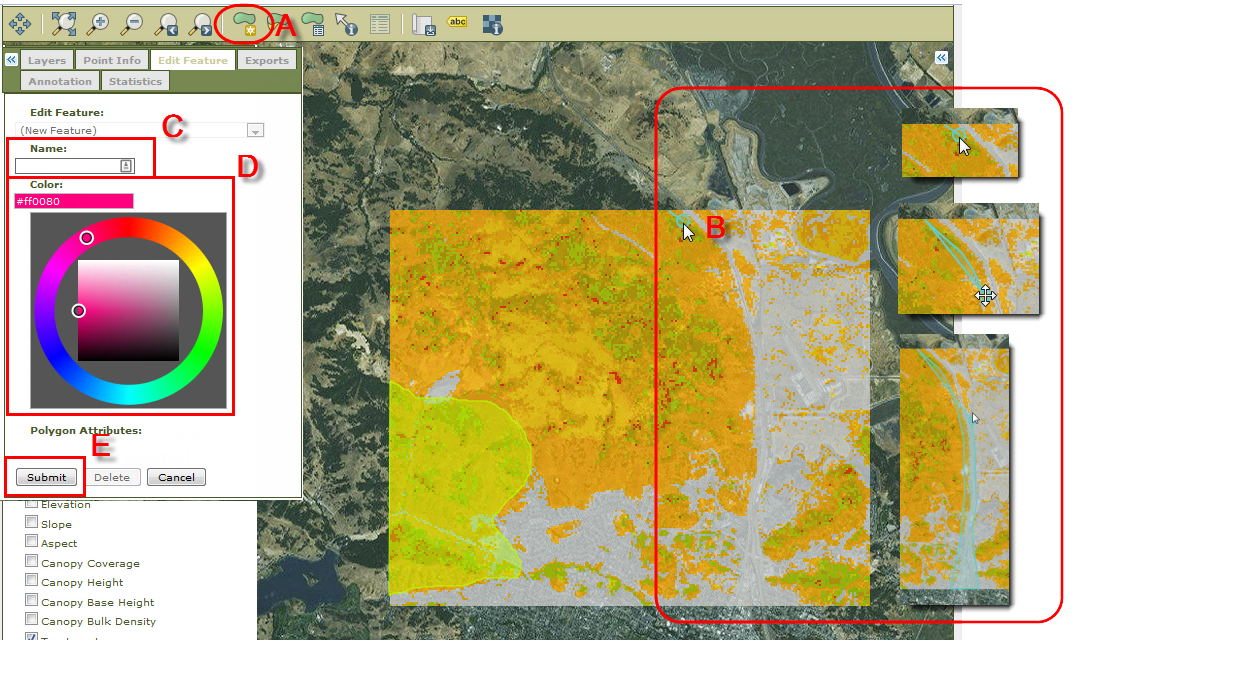 A
abc
Layers Point Info Edit Feature Exports
Annotation Statistics
Edit Feature:
(New Feature)
C
Name:
D
Color:
#ff0080
B
Polygon Attributes:
E
Submit Delete Cancel
Elevation
Slope
Aspect
Canopy Coverage
Canopy Height
Canopy Base Height
Canopy Bulk Density